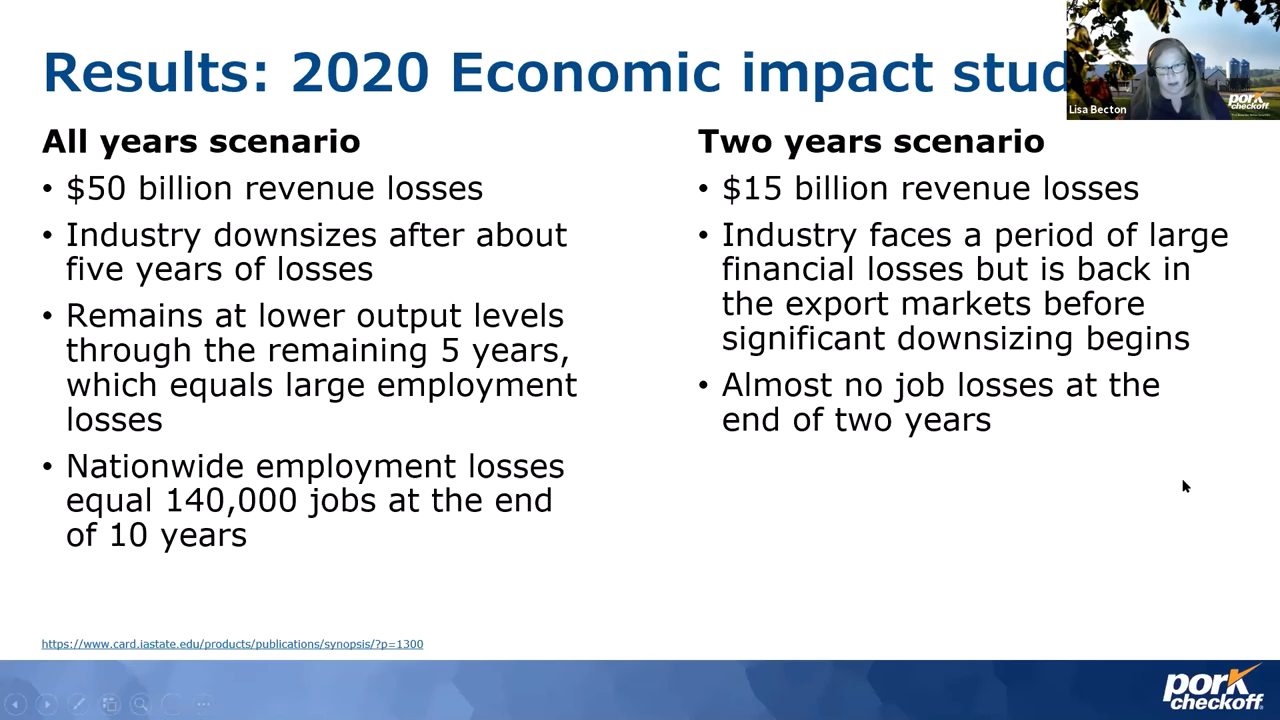 Results: 2020 Economic impact stud
Lisa Becton
pork
checkoff
All years scenario
• $50 billion revenue losses
• Industry downsizes after about
five years of losses
• Remains at lower output levels
through the remaining 5 years,
which equals large employment
losses
• Nationwide employment losses
equal 140,000 jobs at the end
of 10 years
Two years scenario
• $15 billion revenue losses
• Industry faces a period of large
financial losses but is back in
the export markets before
significant downsizing begins
• Almost no job losses at the
end of two years
https://www.card.iastate.edu/products/publications/synopsis/?p=1300
pork
checkoff